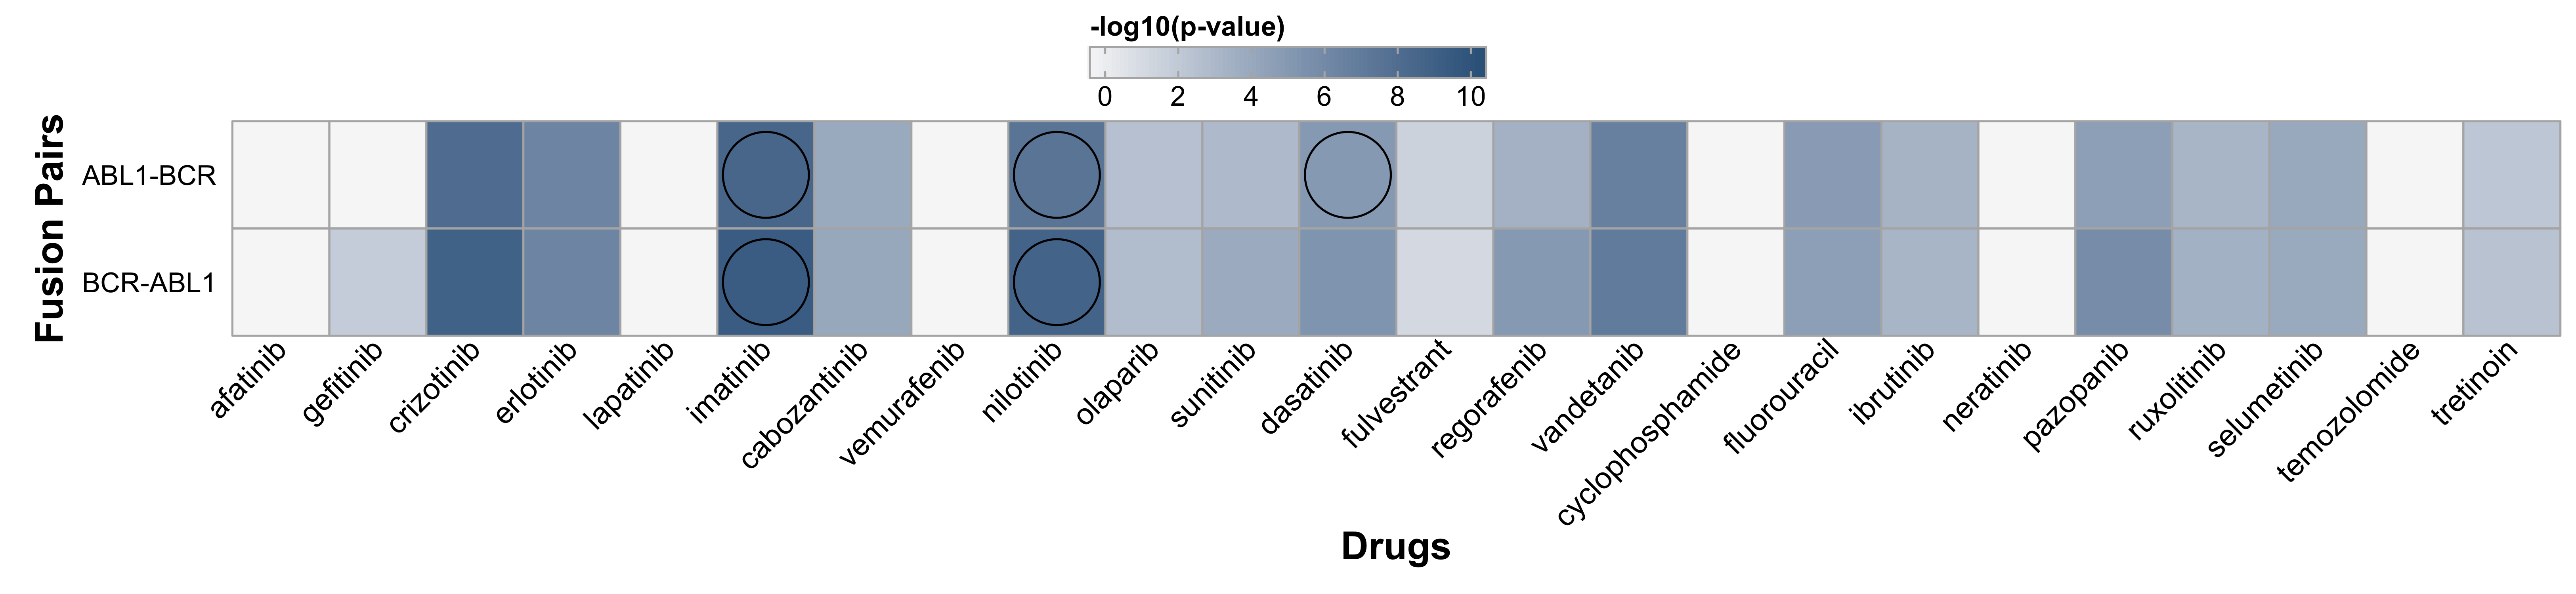 -log10(p-value)
0 2 4 6 8 10
Fusion Pairs
ABL1-BCR
BCR-ABL1
afatinib
gefitinib
crizotinib
erlotinib
lapatinib
imatinib
cabozantinib
vemurafenib
nilotinib
olaparib
sunitinib
dasatinib
fulvestrant
regorafenib
vandetanib
cyclophosphamide
fluorouracil
ibrutinib
neratinib
pazopanib
ruxolitinib
selumetinib
temozolomide
tretinoin
Drugs